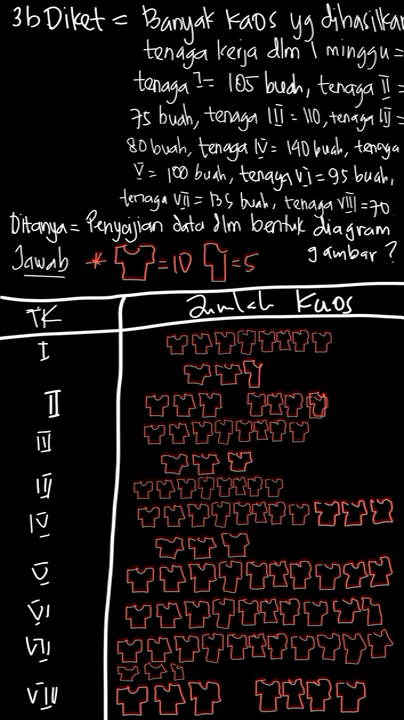 3b Diket = Banyak kaos yg dihasilkan
tenaga kerja dlm 1 minggu =
tenaga I = 105 buah, tenaga II =
75 buah, tenaga III = 110, tenaga III =
80 buah, tenaga IV = 140 buah, tenaga
V = 100 buah, tenaga VI = 95 buah,
tenaga VII = 135 buah, tenaga VIII = 70.
Ditanya = Penyajian data dlm bentuk diagram
gambar ?
Jawab * = 10 = 5
TK Jumlah Kaos
I
II
III
III
IV
V
VI
VII
VIII